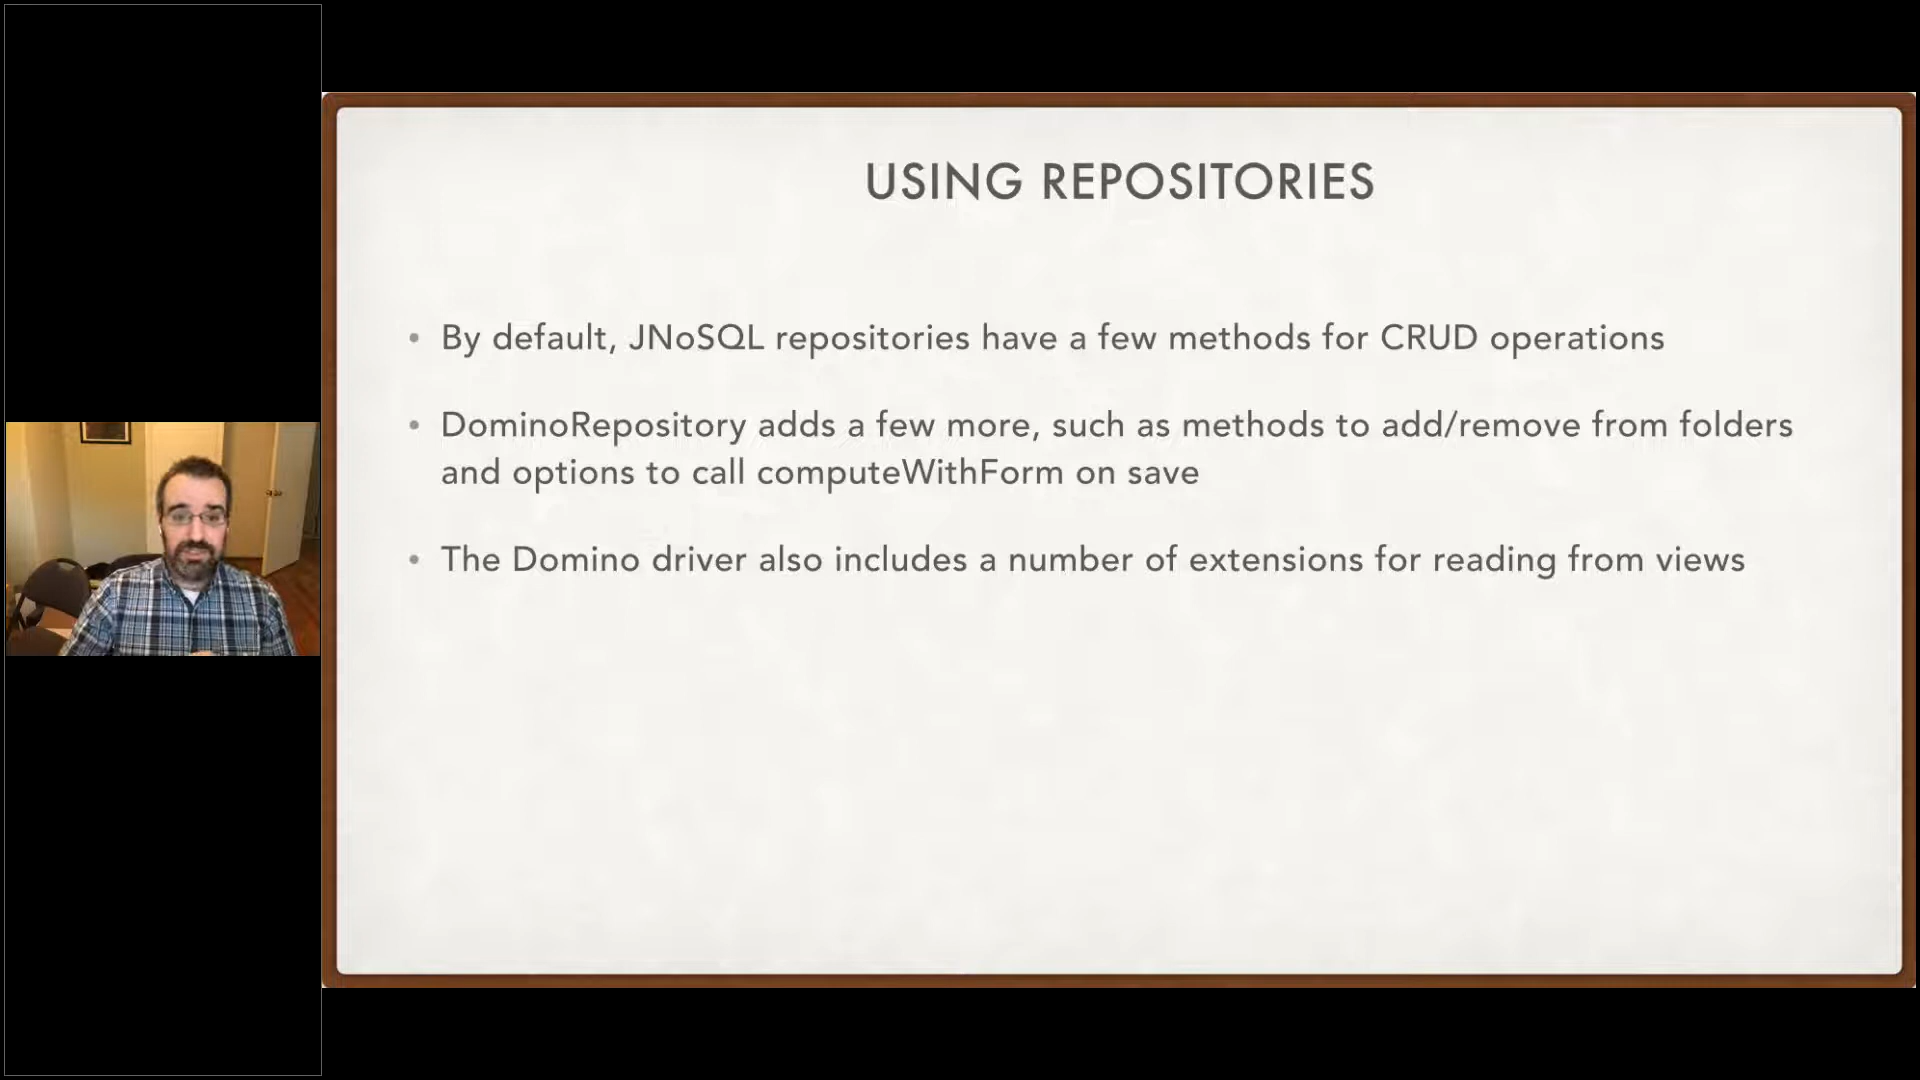 USING REPOSITORIES
• By default, JNoSQL repositories have a few methods for CRUD operations
• DominoRepository adds a few more, such as methods to add/remove from folders
and options to call computeWithForm on save
• The Domino driver also includes a number of extensions for reading from views